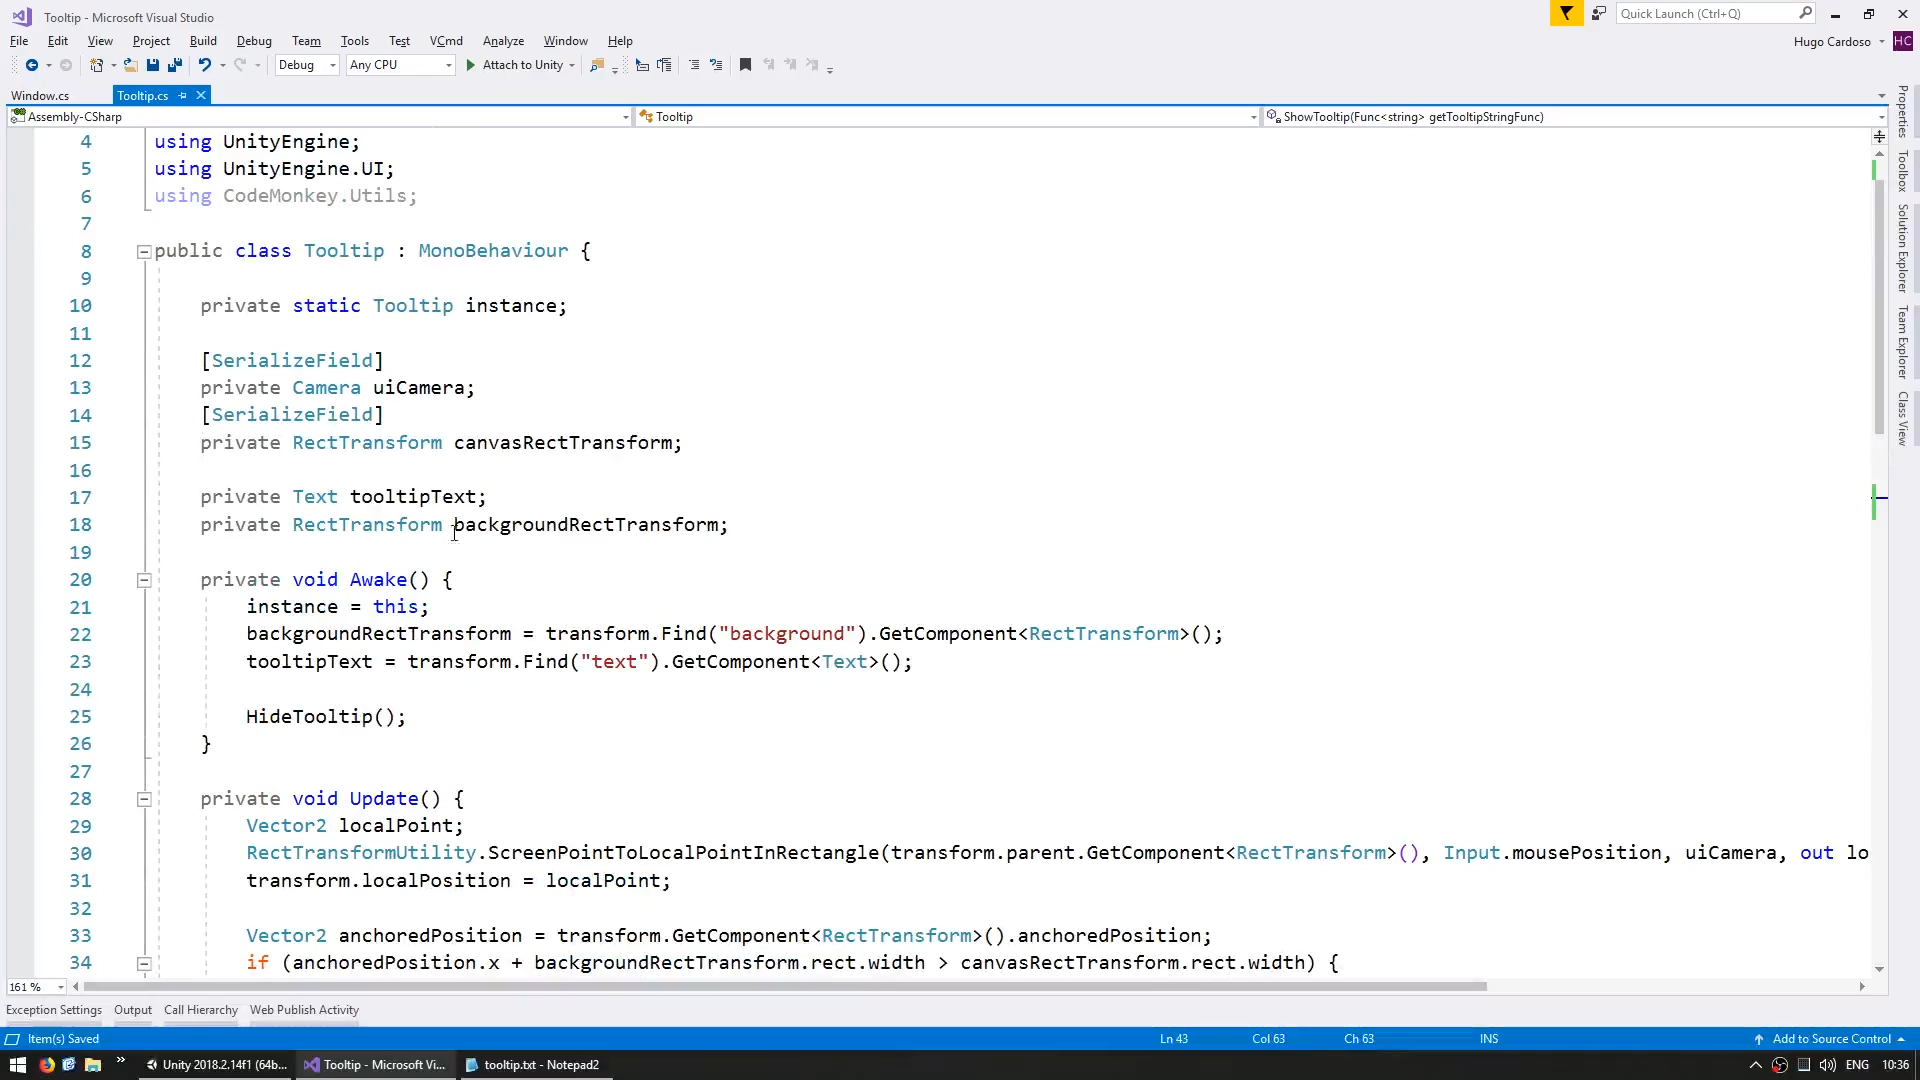 Tooltip - Microsoft Visual Studio
Quick Launch (Ctrl+Q)
File Edit View Project Build Debug Team Tools Test VCmd Analyze Window Help
Hugo Cardoso HC
Debug Any CPU Attach to Unity
Window.cs Tooltip.cs
Assembly-CSharp Tooltip ShowTooltip(Func<string> getTooltipStringFunc)
4 using UnityEngine;
5 using UnityEngine.UI;
6 using CodeMonkey.Utils;
7
8 public class Tooltip : MonoBehaviour {
9
10 private static Tooltip instance;
11
12 [SerializeField]
13 private Camera uiCamera;
14 [SerializeField]
15 private RectTransform canvasRectTransform;
16
17 private Text tooltipText;
18 private RectTransform backgroundRectTransform;
19
20 private void Awake() {
21 instance = this;
22 backgroundRectTransform = transform.Find("background").GetComponent<RectTransform>();
23 tooltipText = transform.Find("text").GetComponent<Text>();
24
25 HideTooltip();
26 }
27
28 private void Update() {
29 Vector2 localPoint;
30 RectTransformUtility.ScreenPointToLocalPointInRectangle(transform.parent.GetComponent<RectTransform>(), Input.mousePosition, uiCamera, out lo
31 transform.localPosition = localPoint;
32
33 Vector2 anchoredPosition = transform.GetComponent<RectTransform>().anchoredPosition;
34 if (anchoredPosition.x + backgroundRectTransform.rect.width > canvasRectTransform.rect.width) {
Properties
Toolbox
Solution Explorer
Team Explorer
Class View
161 %
Exception Settings Output Call Hierarchy Web Publish Activity
Item(s) Saved Ln 43 Col 63 Ch 63 INS Add to Source Control
Unity 2018.2.14f1 (64b... Tooltip - Microsoft Vi... tooltip.txt - Notepad2 ENG 10:36